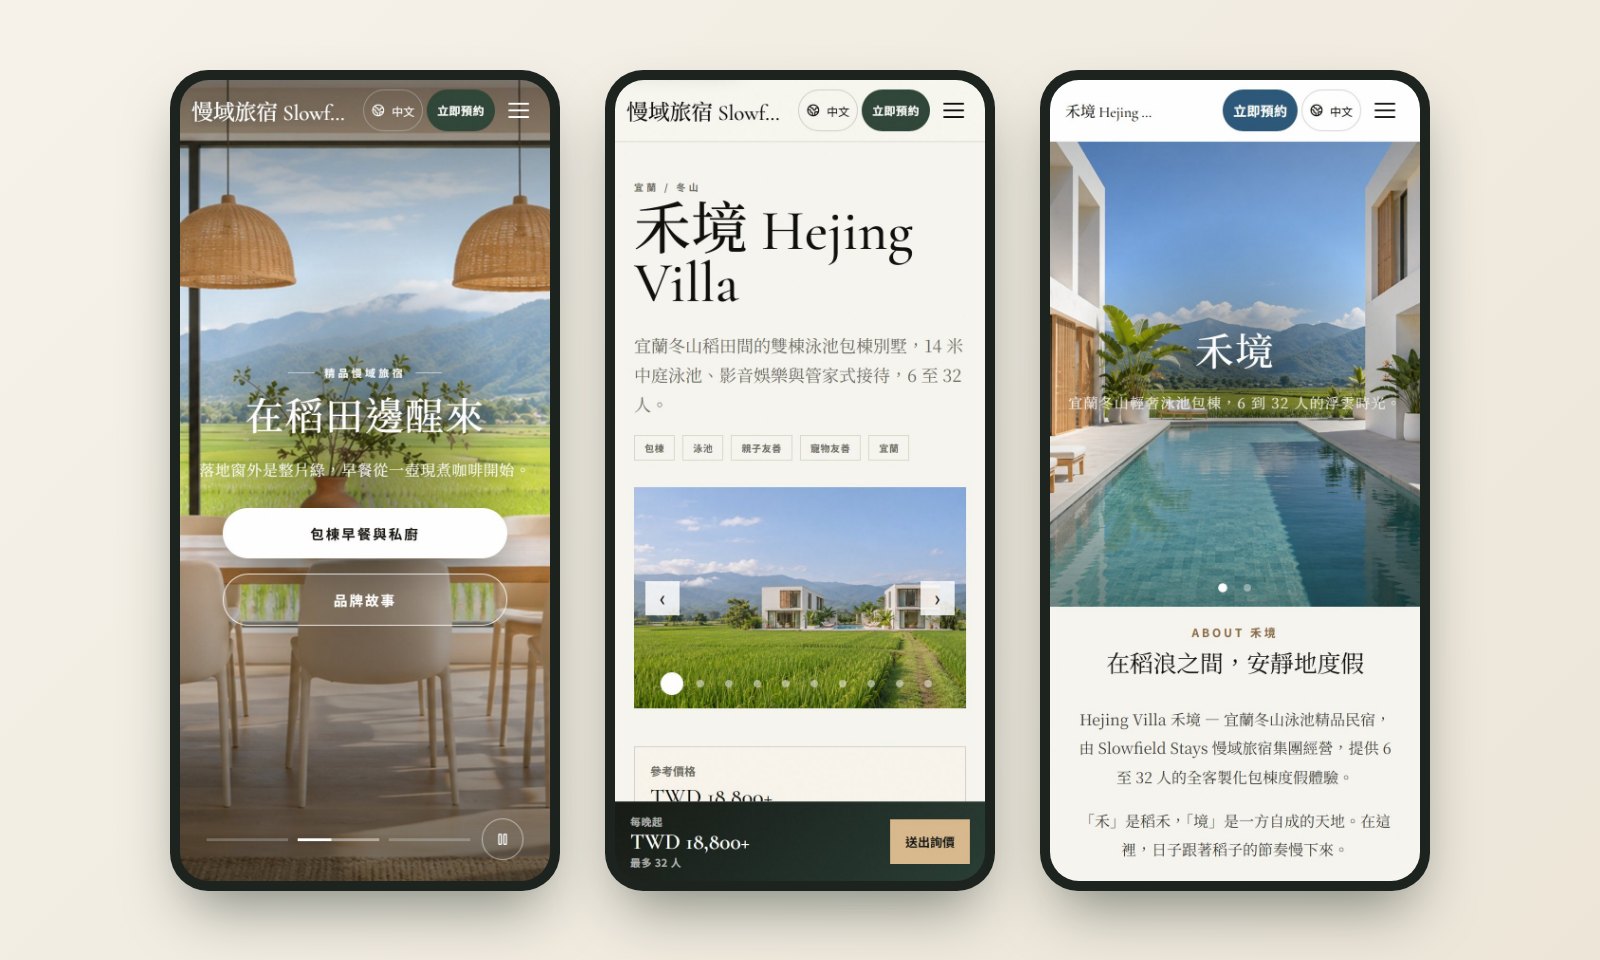 慢域旅宿 Slowf...
中文
立即預約
精品慢域旅宿
在稻田邊醒來
落地窗外是整片綠，早餐從一壺現煮咖啡開始。
包棟早餐與私廚
品牌故事
慢域旅宿 Slowf...
中文
立即預約
宜蘭 / 冬山
禾境 Hejing
Villa
宜蘭冬山稻田間的雙棟泳池包棟別墅，14 米
中庭泳池、影音娛樂與管家式接待，6 至 32
人。
包棟
泳池
親子友善
寵物友善
宜蘭
參考價格
TWD 18,800+
每晚起
TWD 18,800+
最多 32 人
送出詢價
禾境 Hejing ...
立即預約
中文
禾境
宜蘭冬山輕奢泳池包棟，6 到 32 人的浮雲時光。
ABOUT 禾境
在稻浪之間，安靜地度假
Hejing Villa 禾境 — 宜蘭冬山泳池精品民宿，
由 Slowfield Stays 慢域旅宿集團經營，提供 6
至 32 人的全客製化包棟度假體驗。
「禾」是稻禾，「境」是一方自成的天地。在這
裡，日子跟著稻子的節奏慢下來。